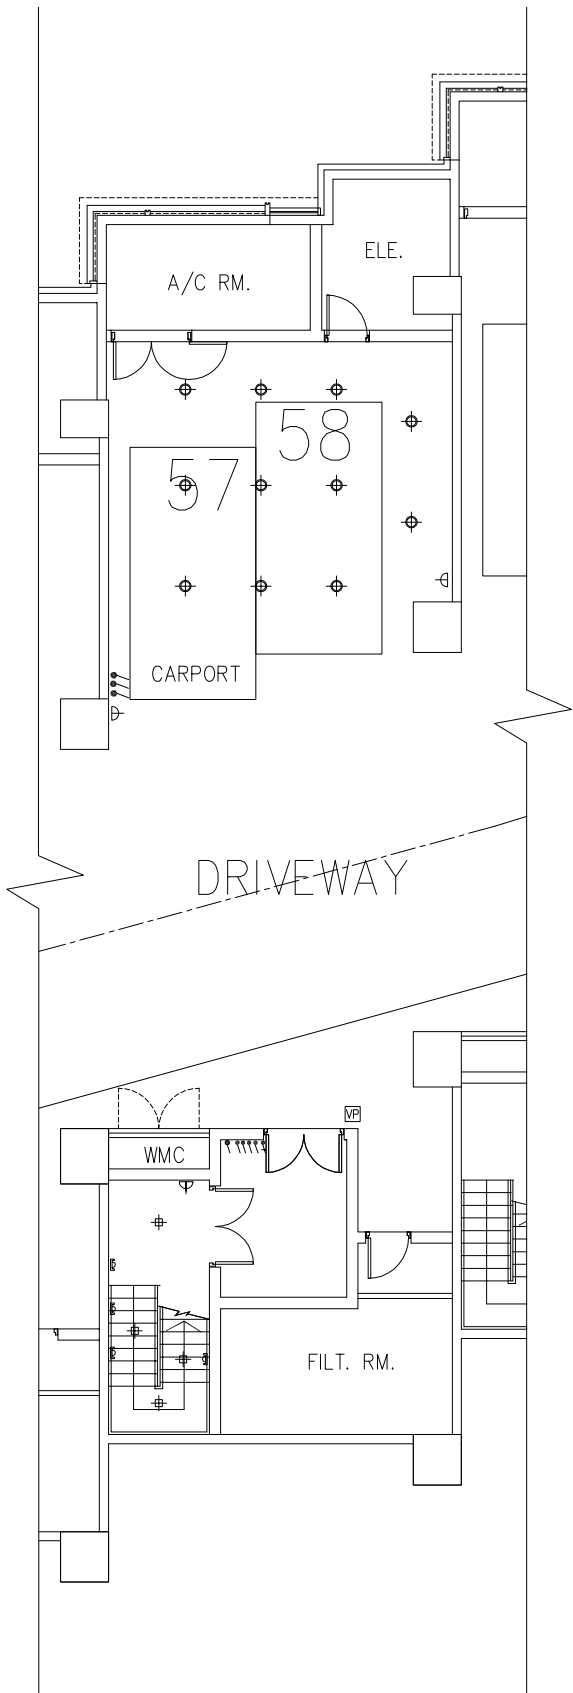 ELE.
A/C RM.
58
57
CARPORT
DRIVEWAY
VP
WMC
FILT. RM.